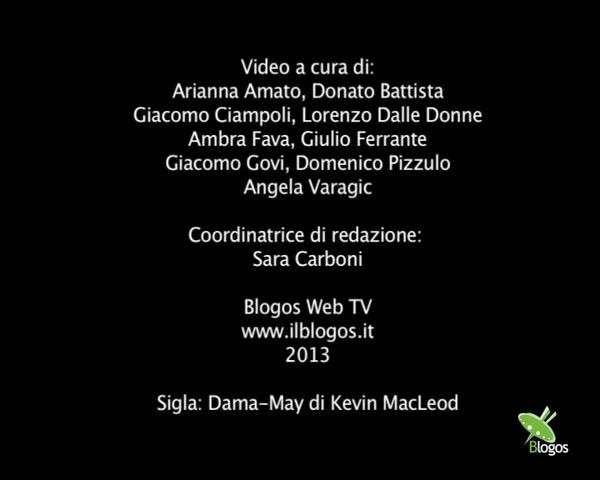 Video a cura di:
Arianna Amato, Donato Battista
Giacomo Ciampoli, Lorenzo Dalle Donne
Ambra Fava, Giulio Ferrante
Giacomo Govi, Domenico Pizzulo
Angela Varagic
Coordinatrice di redazione:
Sara Carboni
Blogos Web TV
www.ilblogos.it
2013
Sigla: Dama-May di Kevin MacLeod
Blogos